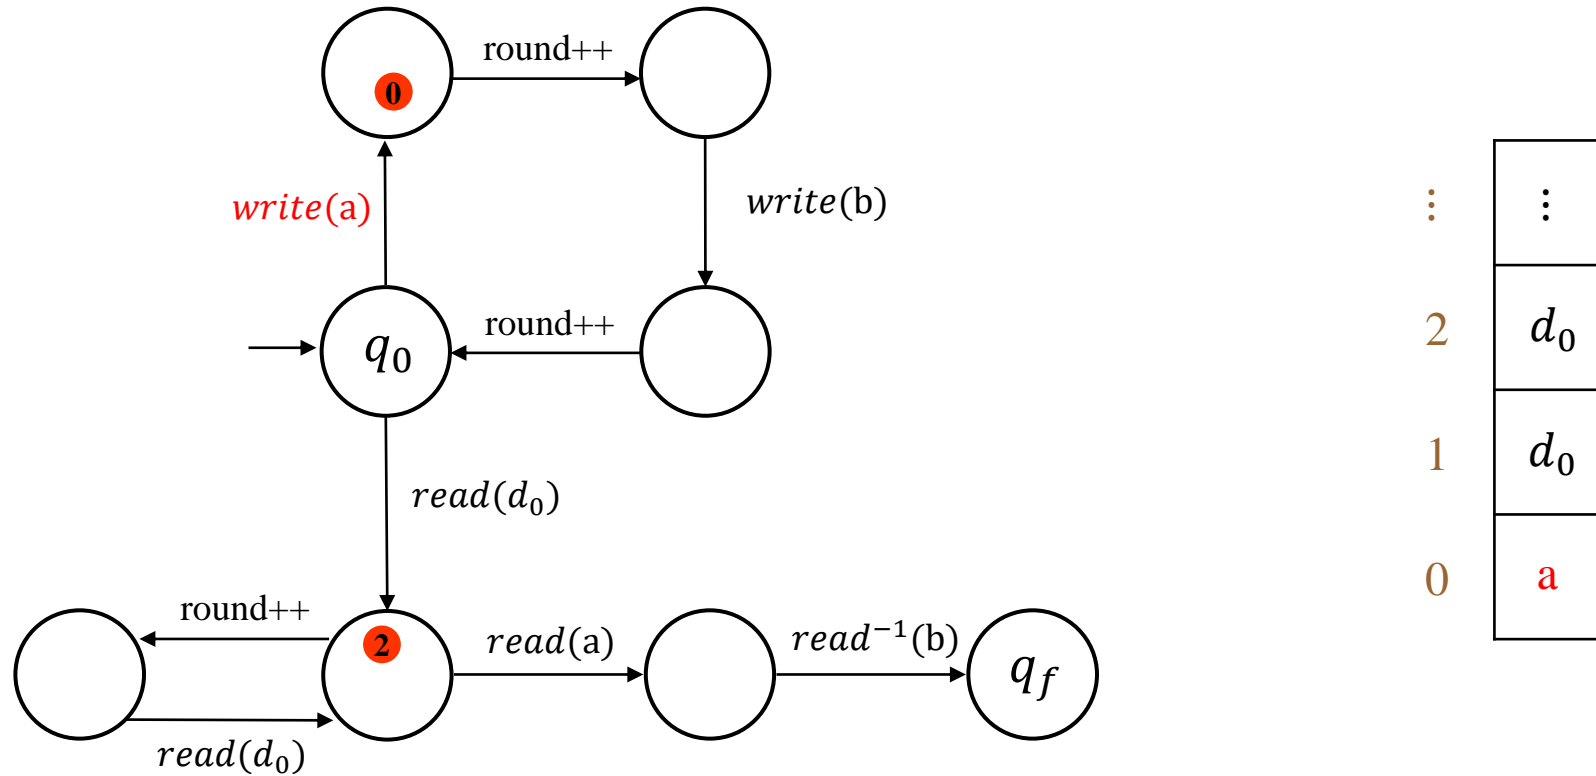 round++
0
write(a)
write(b)
round++
q₀
read(d₀)
round++
2
read(a)
read⁻¹(b)
q_f
read(d₀)
⋮ ⋮
2 d₀
1 d₀
0 a